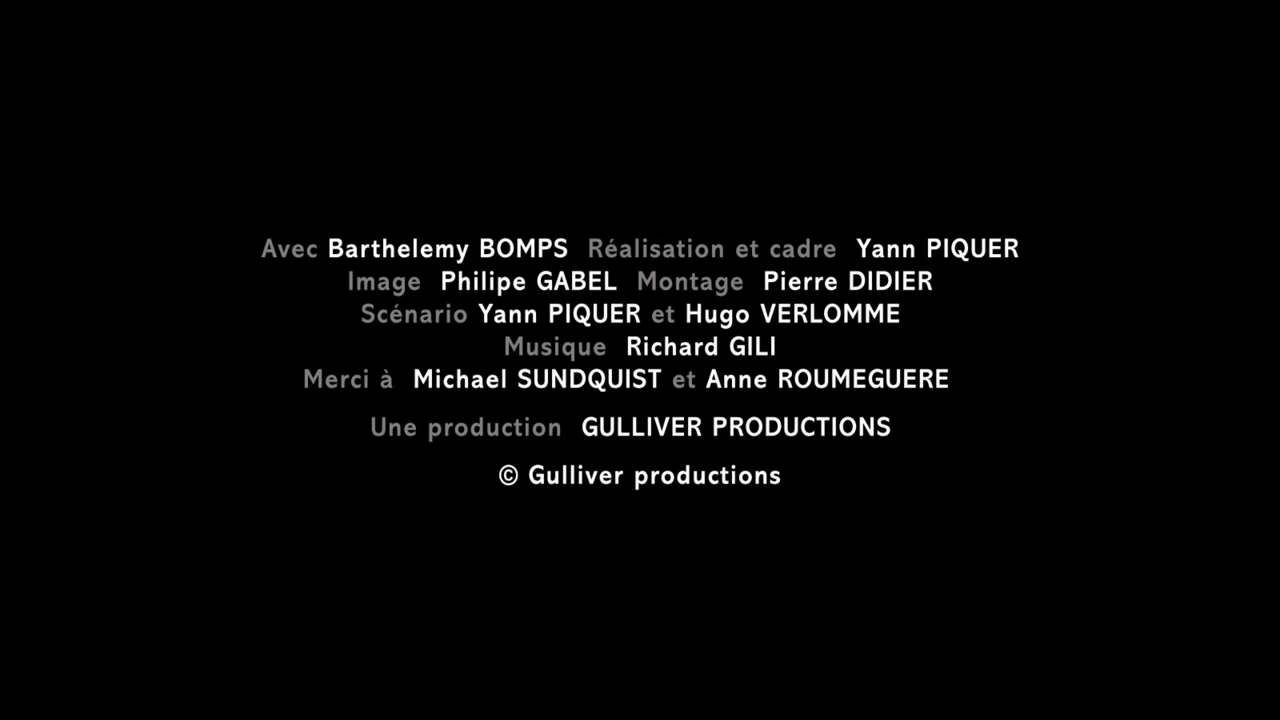 Avec Barthelemy BOMPS Réalisation et cadre Yann PIQUER
Image Philipe GABEL Montage Pierre DIDIER
Scénario Yann PIQUER et Hugo VERLOMME
Musique Richard GILI
Merci à Michael SUNDQUIST et Anne ROUMEGUERE
Une production GULLIVER PRODUCTIONS
© Gulliver productions